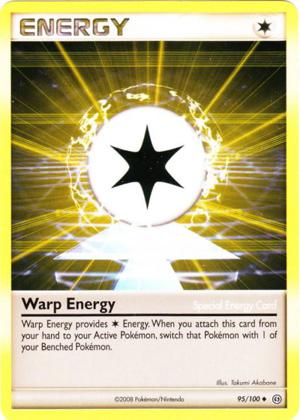 ENERGY
Warp Energy
Special Energy Card
Warp Energy provides ✶ Energy. When you attach this card from
your hand to your Active Pokémon, switch that Pokémon with 1 of
your Benched Pokémon.
Illus. Takumi Akabane
©2008 Pokémon/Nintendo
95/100 ◆